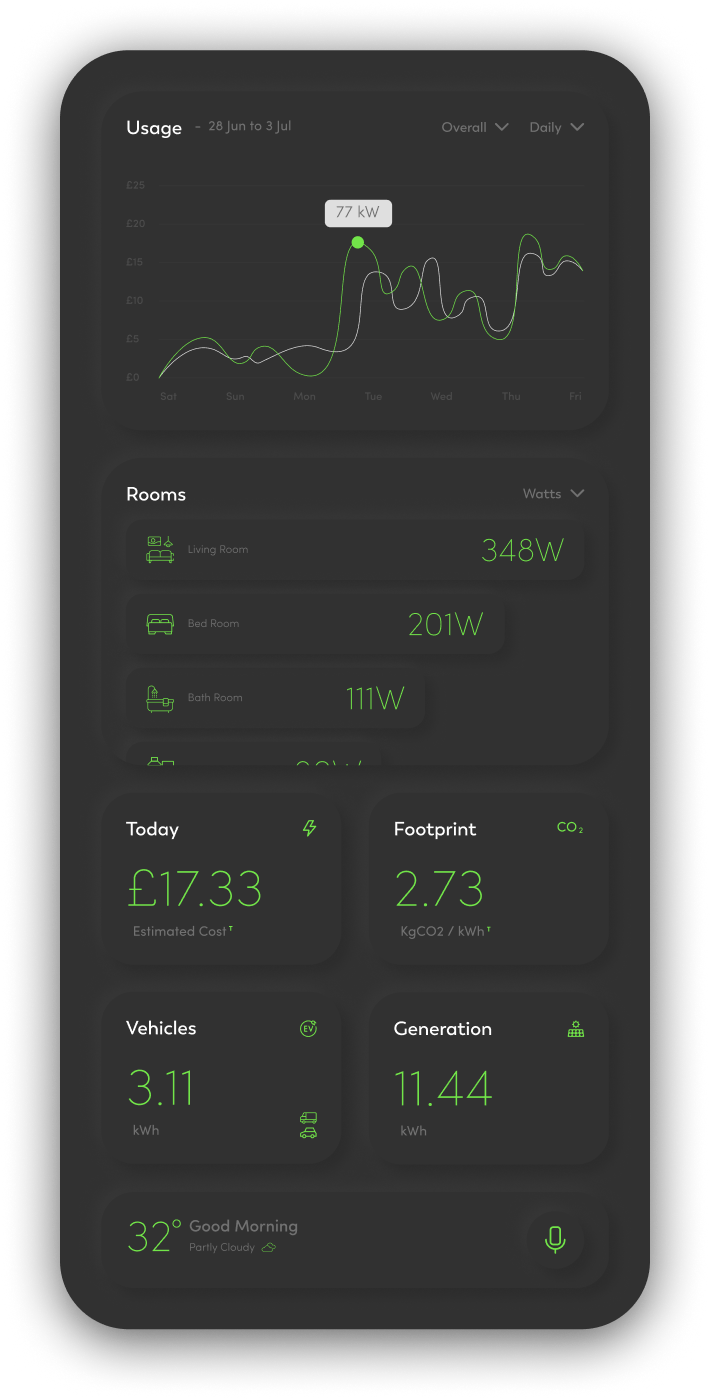 Usage - 28 Jun to 3 Jul Overall Daily
£25
77 kW
£20
£15
£10
£5
£0
Sat Sun Mon Tue Wed Thu Fri
Rooms Watts
Living Room 348W
Bed Room 201W
Bath Room 111W
Today
£17.33
Estimated Cost T
Footprint CO2
2.73
KgCO2 / kWh T
Vehicles EV
3.11
kWh
Generation
11.44
kWh
32° Good Morning
Partly Cloudy